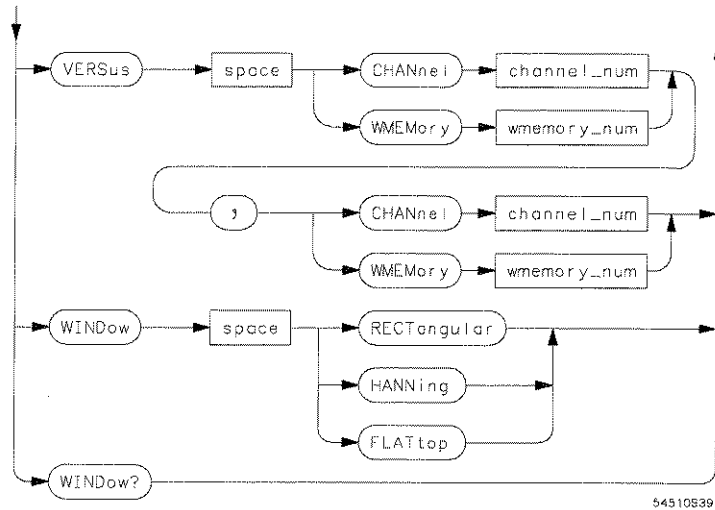 VERSus space CHANnel channel_num
WMEMory wmemory_num
, CHANnel channel_num
WMEMory wmemory_num
WINDow space RECTangular
HANNing
FLATtop
WINDow?
54510S39